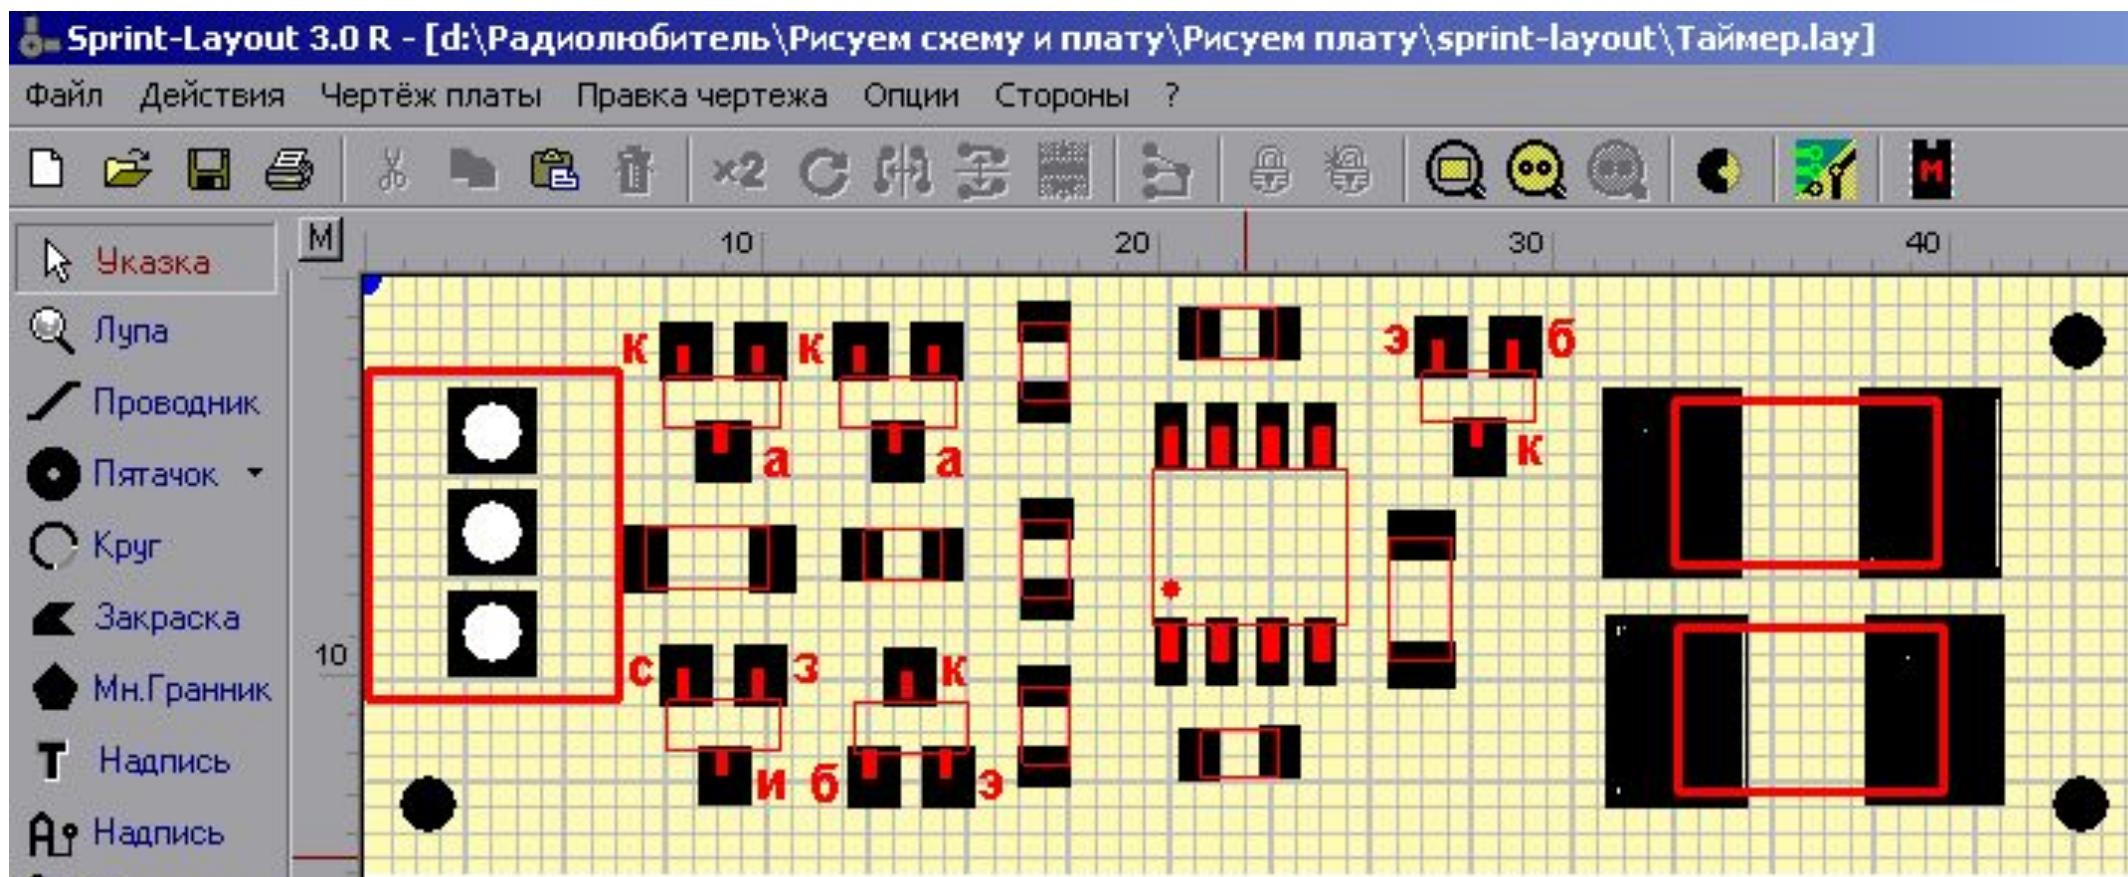 Sprint-Layout 3.0 R - [d:\Радиолюбитель\Рисуем схему и плату\Рисуем плату\sprint-layout\Таймер.lay]
Файл Действия Чертёж платы Правка чертежа Опции Стороны ?
x2 M
M 10 20 30 40
Указка
Лупа
Проводник
Пятачок
Круг
Закраска
Мн.Гранник
Надпись
Надпись
10
к к э б
а а к
с з к
и б э